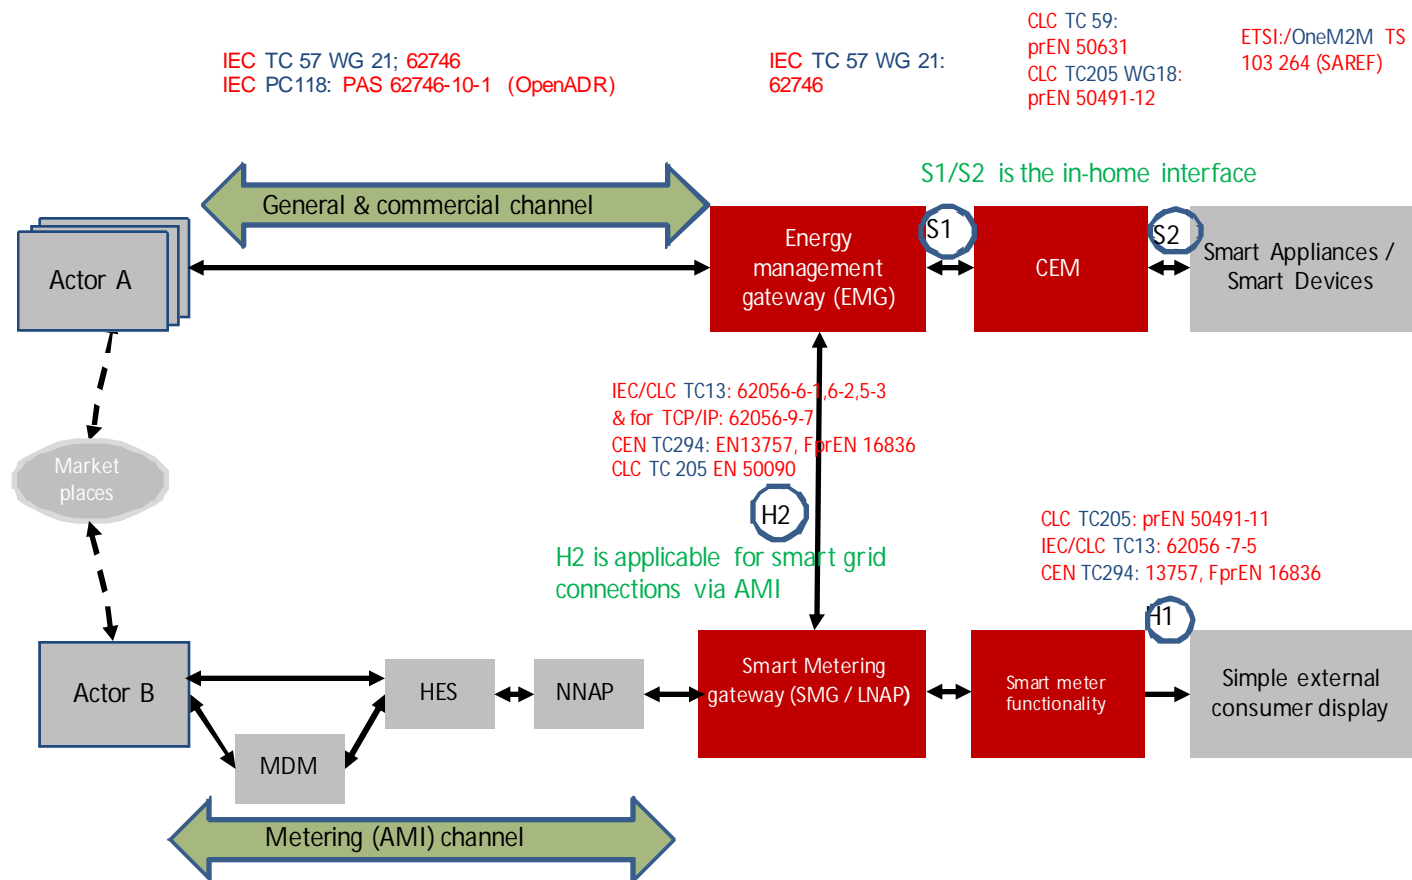 IEC TC 57 WG 21; 62746
IEC PC118: PAS 62746-10-1 (OpenADR)
IEC TC 57 WG 21:
62746
CLC TC 59:
prEN 50631
CLC TC205 WG18:
prEN 50491-12
ETSI:/OneM2M TS
103 264 (SAREF)
S1/S2 is the in-home interface
General & commercial channel
Actor A
Energy
management
gateway (EMG)
S1
CEM
S2
Smart Appliances /
Smart Devices
IEC/CLC TC13: 62056-6-1,6-2,5-3
& for TCP/IP: 62056-9-7
CEN TC294: EN13757, FprEN 16836
CLC TC 205 EN 50090
Market
places
H2
H2 is applicable for smart grid
connections via AMI
CLC TC205: prEN 50491-11
IEC/CLC TC13: 62056 -7-5
CEN TC294: 13757, FprEN 16836
H1
Actor B
HES
NNAP
MDM
Smart Metering
gateway (SMG / LNAP)
Smart meter
functionality
Simple external
consumer display
Metering (AMI) channel